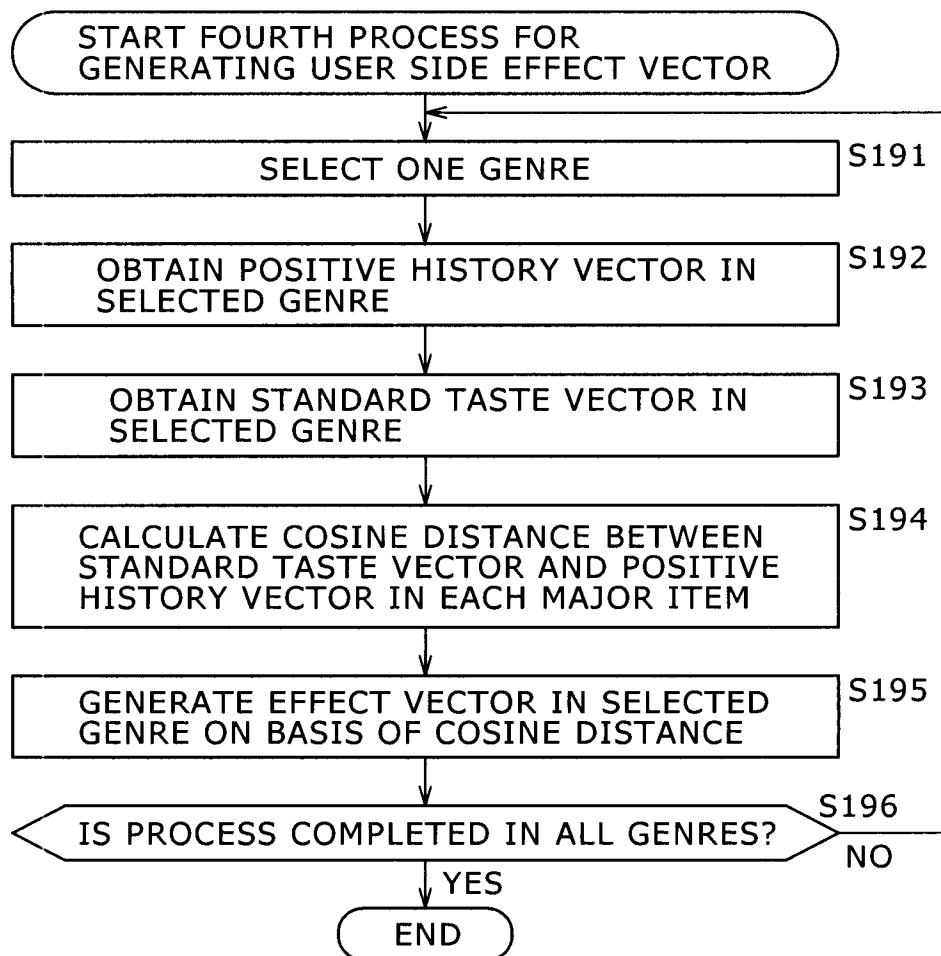 START FOURTH PROCESS FOR
GENERATING USER SIDE EFFECT VECTOR
SELECT ONE GENRE
S191
OBTAIN POSITIVE HISTORY VECTOR IN
SELECTED GENRE
S192
OBTAIN STANDARD TASTE VECTOR IN
SELECTED GENRE
S193
CALCULATE COSINE DISTANCE BETWEEN
STANDARD TASTE VECTOR AND POSITIVE
HISTORY VECTOR IN EACH MAJOR ITEM
S194
GENERATE EFFECT VECTOR IN SELECTED
GENRE ON BASIS OF COSINE DISTANCE
S195
IS PROCESS COMPLETED IN ALL GENRES?
S196
NO
YES
END